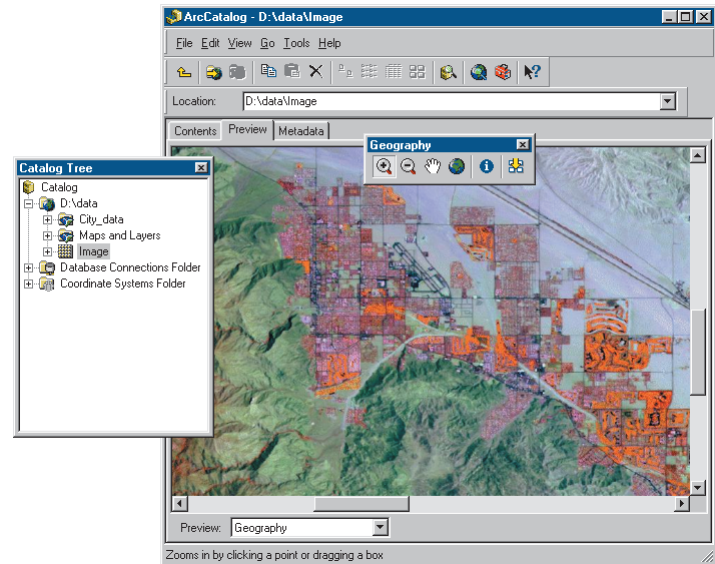 ArcCatalog - D:\data\Image
File Edit View Go Tools Help
Location: D:\data\Image
Contents Preview Metadata
Geography
Catalog Tree
Catalog
D:\data
City_data
Maps and Layers
Image
Database Connections Folder
Coordinate Systems Folder
Preview: Geography
Zooms in by clicking a point or dragging a box